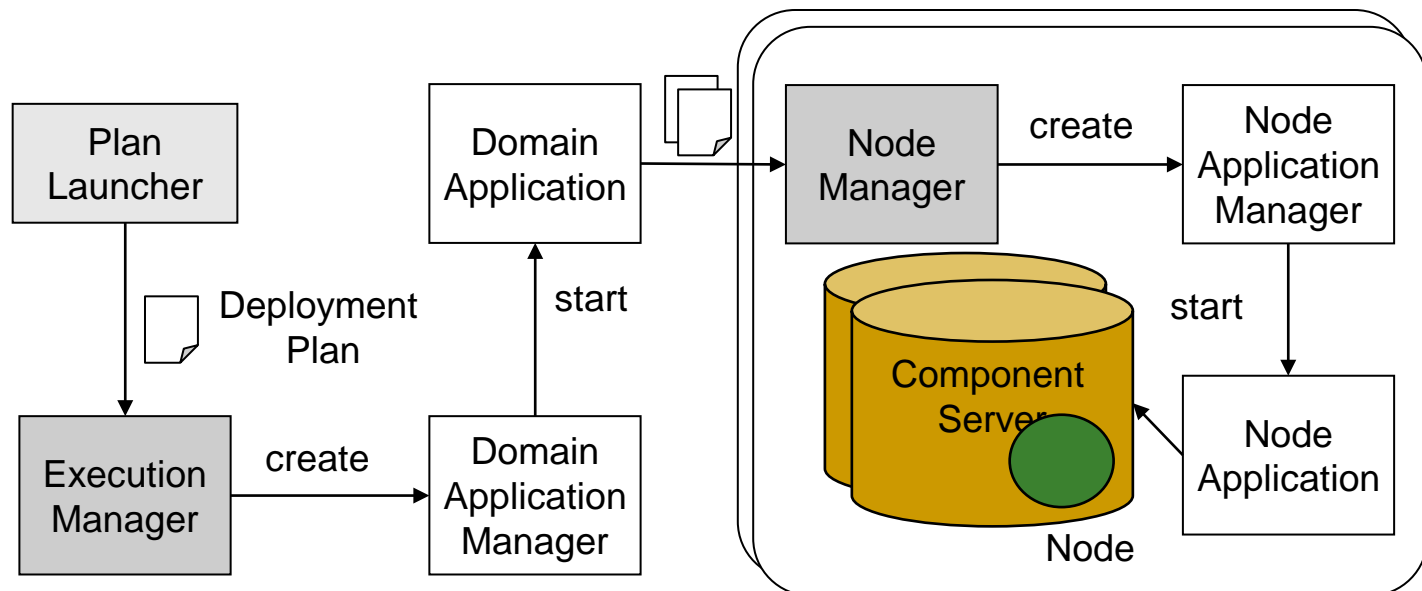 Plan
Launcher
Deployment
Plan
Execution
Manager
create
Domain
Application
Manager
start
Domain
Application
Node
Manager
create
Node
Application
Manager
start
Node
Application
Component
Server
Node